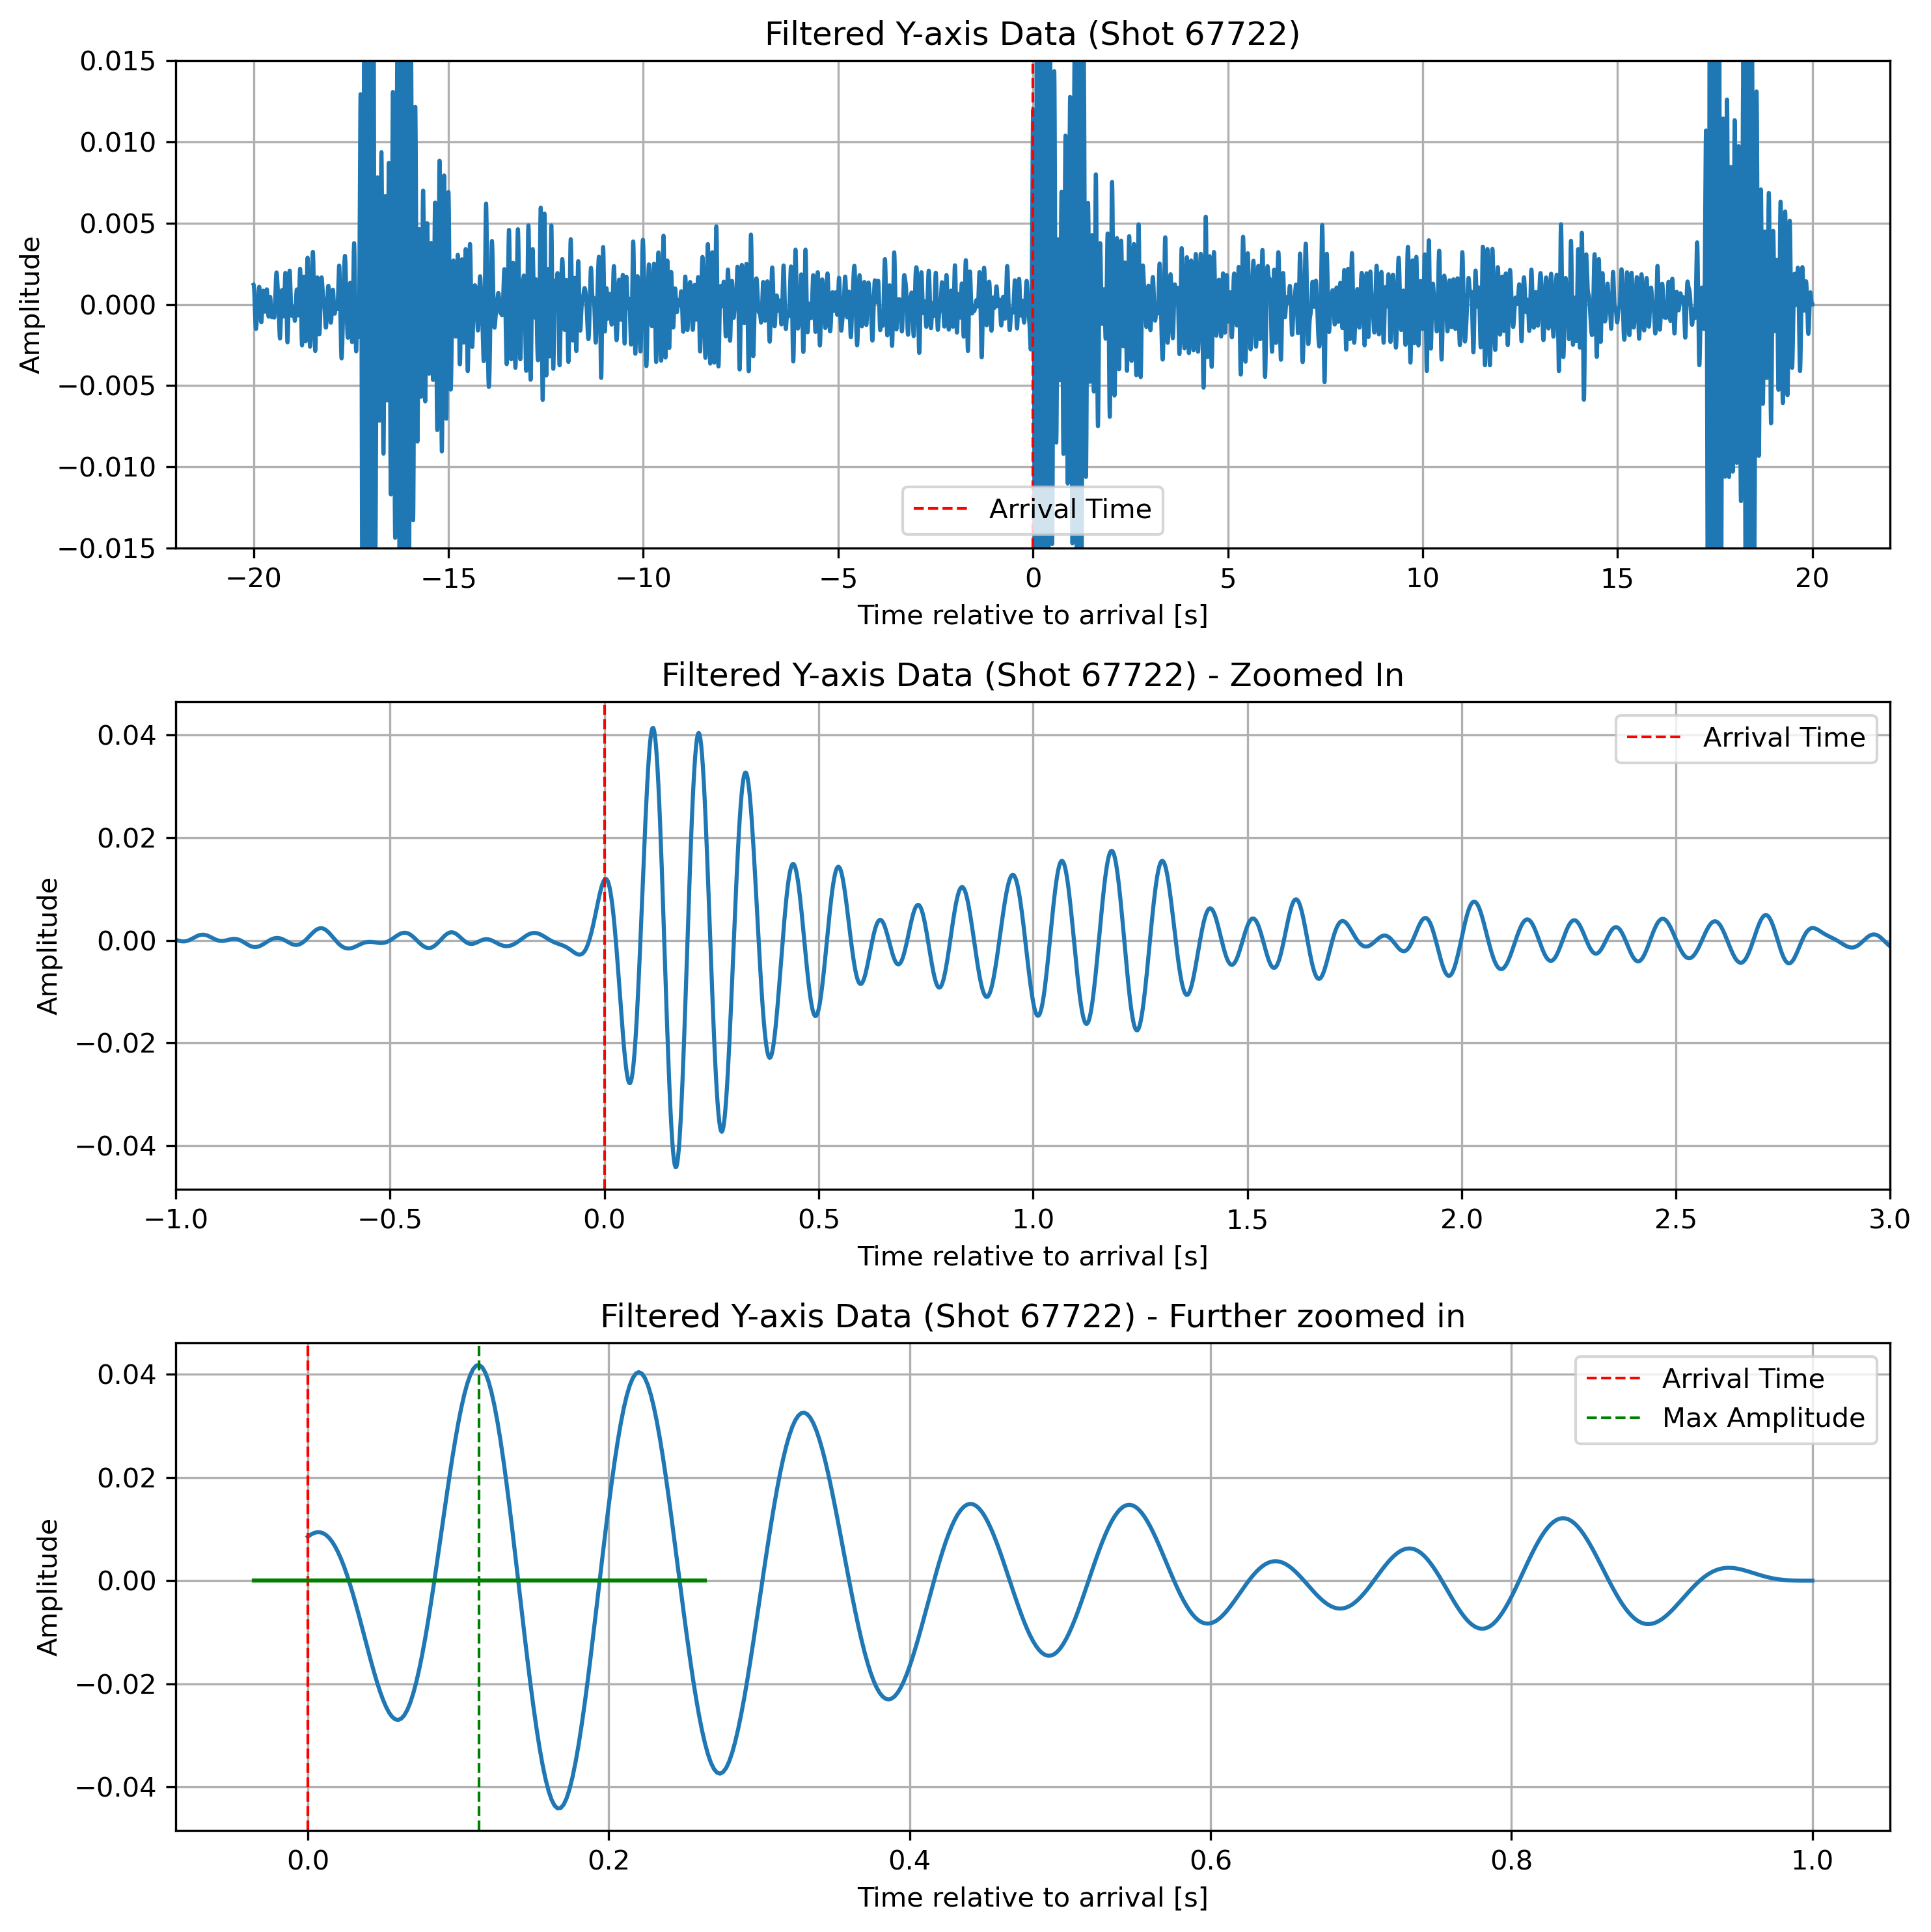 Filtered Y-axis Data (Shot 67722)
0.015
0.010
0.005
0.000
−0.005
−0.010
−0.015
Amplitude
Arrival Time
−20 −15 −10 −5 0 5 10 15 20
Time relative to arrival [s]
Filtered Y-axis Data (Shot 67722) - Zoomed In
0.04
0.02
0.00
−0.02
−0.04
Amplitude
Arrival Time
−1.0 −0.5 0.0 0.5 1.0 1.5 2.0 2.5 3.0
Time relative to arrival [s]
Filtered Y-axis Data (Shot 67722) - Further zoomed in
0.04
0.02
0.00
−0.02
−0.04
Amplitude
Arrival Time
Max Amplitude
0.0 0.2 0.4 0.6 0.8 1.0
Time relative to arrival [s]